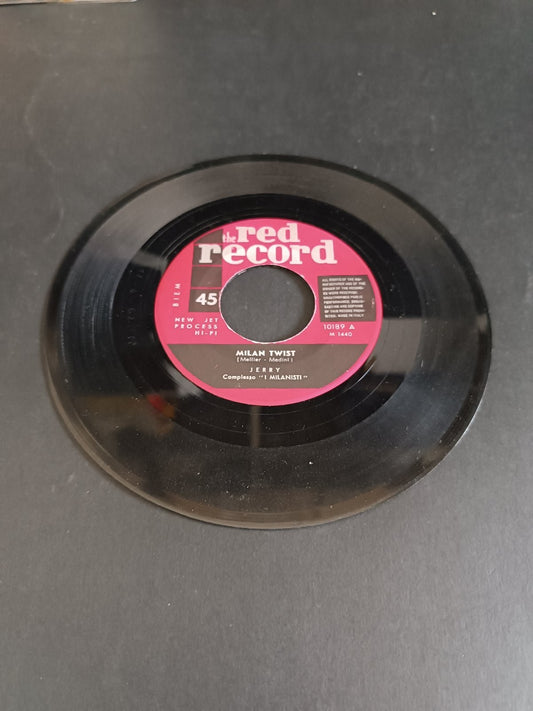 the red
record
BIEM
45
NEW JET
PROCESS
HI-FI
10189 A
M 1440
MILAN TWIST
(Mellier - Medini)
JERRY
Complesso "I MILANISTI"